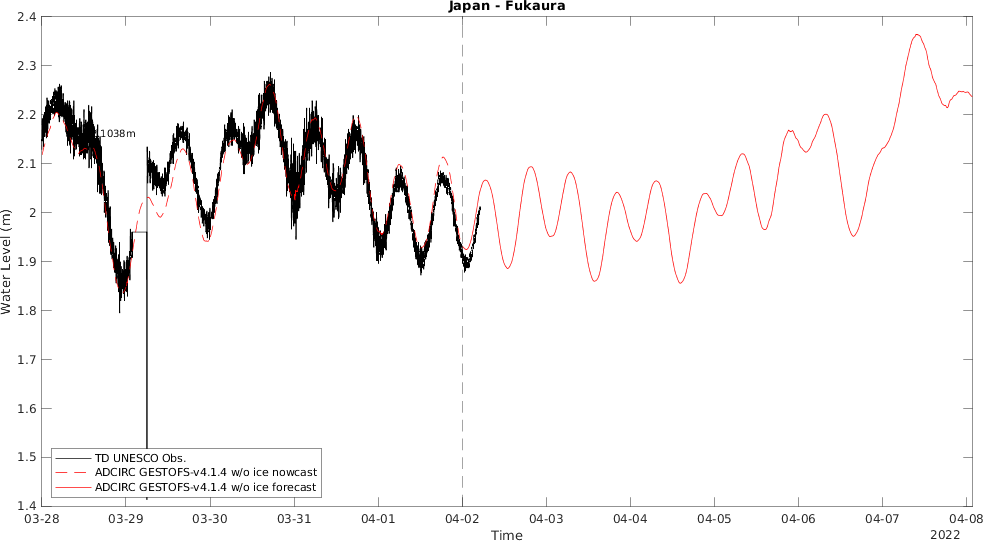 Japan - Fukaura
2.4
2.3
2.2
2.1
2
1.9
1.8
1.7
1.6
1.5
1.4
Water Level (m)
1038m
TD UNESCO Obs.
ADCIRC GESTOFS-v4.1.4 w/o ice nowcast
ADCIRC GESTOFS-v4.1.4 w/o ice forecast
03-28 03-29 03-30 03-31 04-01 04-02 04-03 04-04 04-05 04-06 04-07 04-08
Time
2022